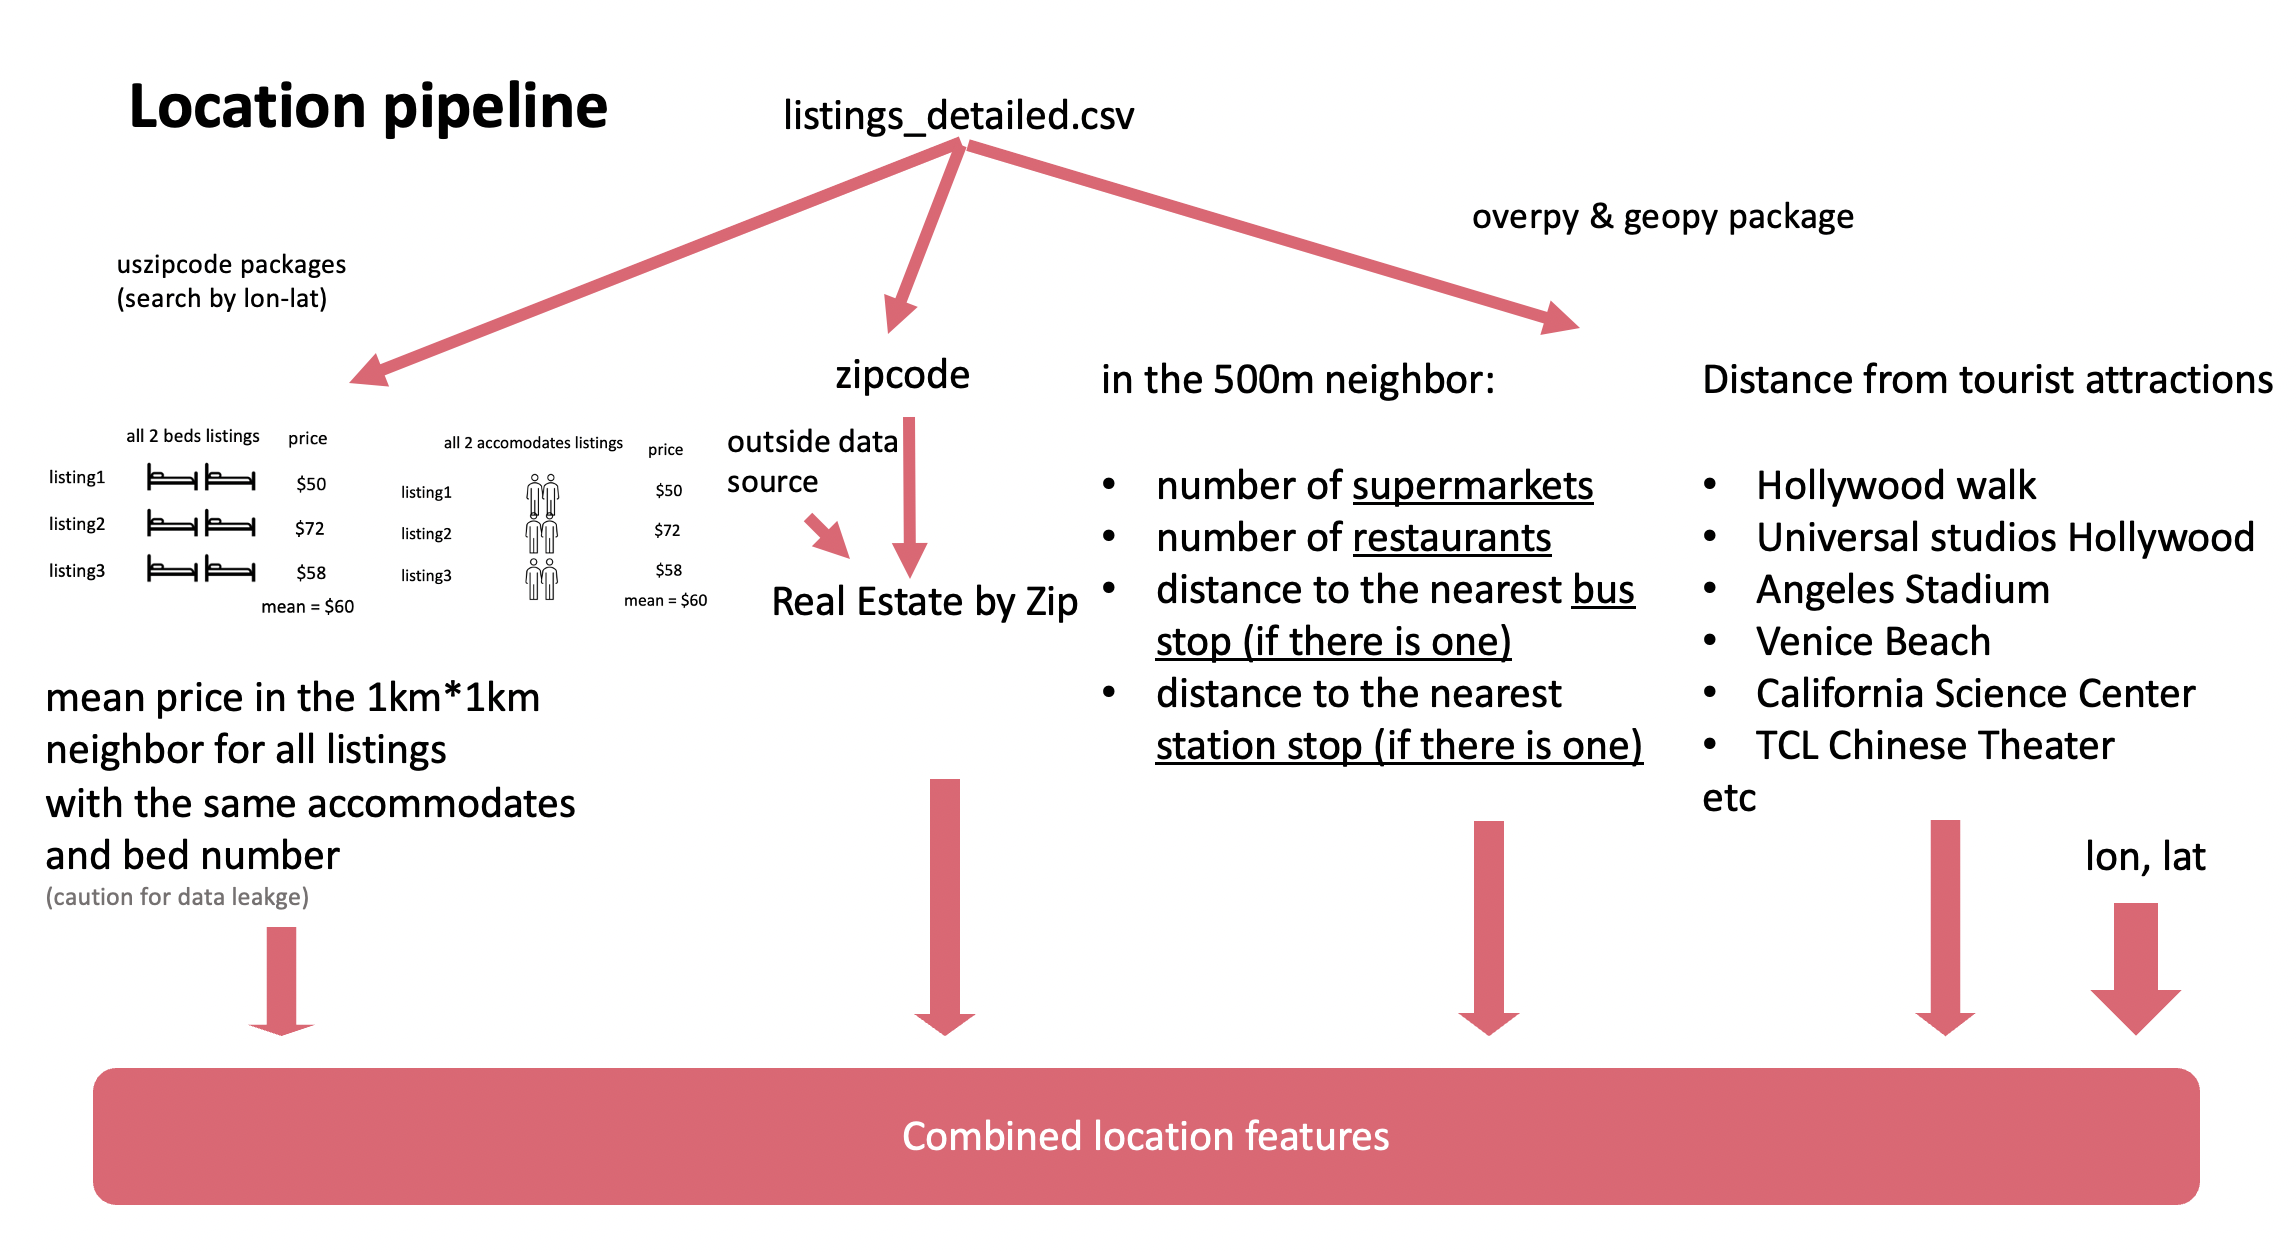 Location pipeline
listings_detailed.csv
overpy & geopy package
uszipcode packages
(search by lon-lat)
all 2 beds listings
price
listing1
$50
listing2
$72
listing3
$58
mean = $60
all 2 accomodates listings
price
listing1
$50
listing2
$72
listing3
$58
mean = $60
mean price in the 1km*1km
neighbor for all listings
with the same accommodates
and bed number
(caution for data leakge)
zipcode
outside data
source
Real Estate by Zip
in the 500m neighbor:
• number of supermarkets
• number of restaurants
• distance to the nearest bus
stop (if there is one)
• distance to the nearest
station stop (if there is one)
Distance from tourist attractions
• Hollywood walk
• Universal studios Hollywood
• Angeles Stadium
• Venice Beach
• California Science Center
• TCL Chinese Theater
etc
lon, lat
Combined location features